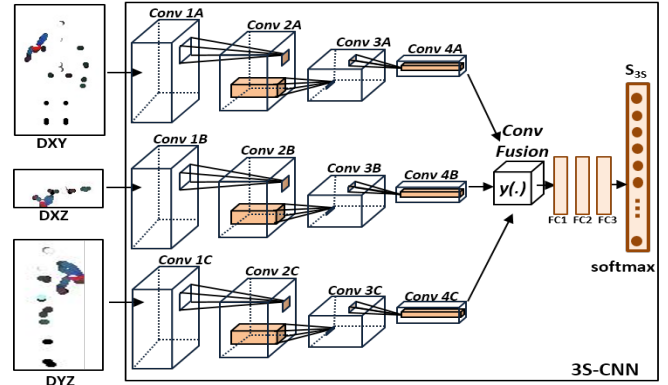 Conv 1A
Conv 2A
Conv 3A
Conv 4A
DXY
Conv 1B
Conv 2B
Conv 3B
Conv 4B
DXZ
Conv 1C
Conv 2C
Conv 3C
Conv 4C
DYZ
Conv
Fusion
y(.)
FC1 FC2 FC3
S3S
softmax
3S-CNN